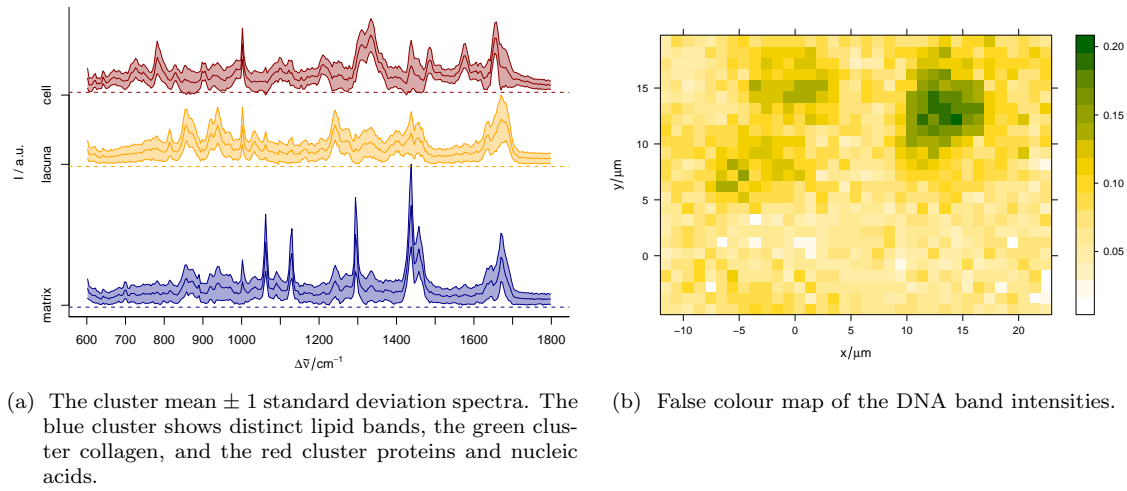 I / a.u.
cell
lacuna
matrix
600 700 800 900 1000 1200 1400 1600 1800
Δν̃/cm⁻¹
y/µm
15
10
5
0
-10 -5 0 5 10 15 20
x/µm
0.20
0.15
0.10
0.05
(a) The cluster mean ± 1 standard deviation spectra. The
blue cluster shows distinct lipid bands, the green clus-
ter collagen, and the red cluster proteins and nucleic
acids.
(b) False colour map of the DNA band intensities.